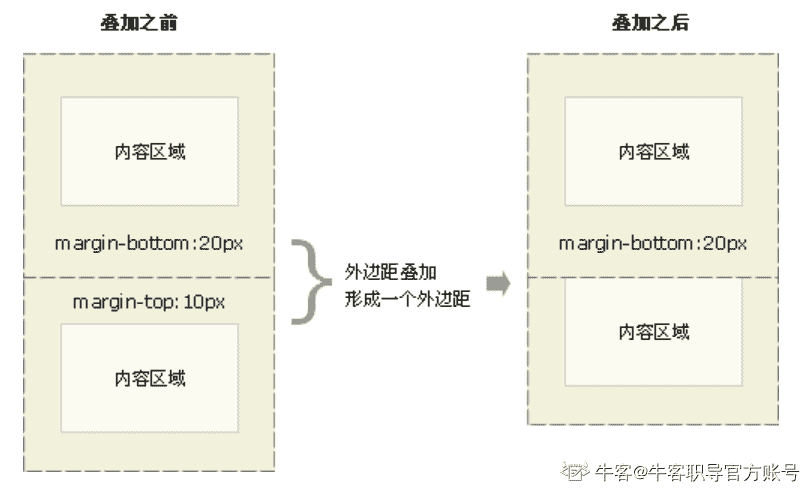 叠加之前
叠加之后
内容区域
margin-bottom:20px
margin-top:10px
内容区域
外边距叠加
形成一个外边距
内容区域
margin-bottom:20px
内容区域
牛客@牛客职导官方账号